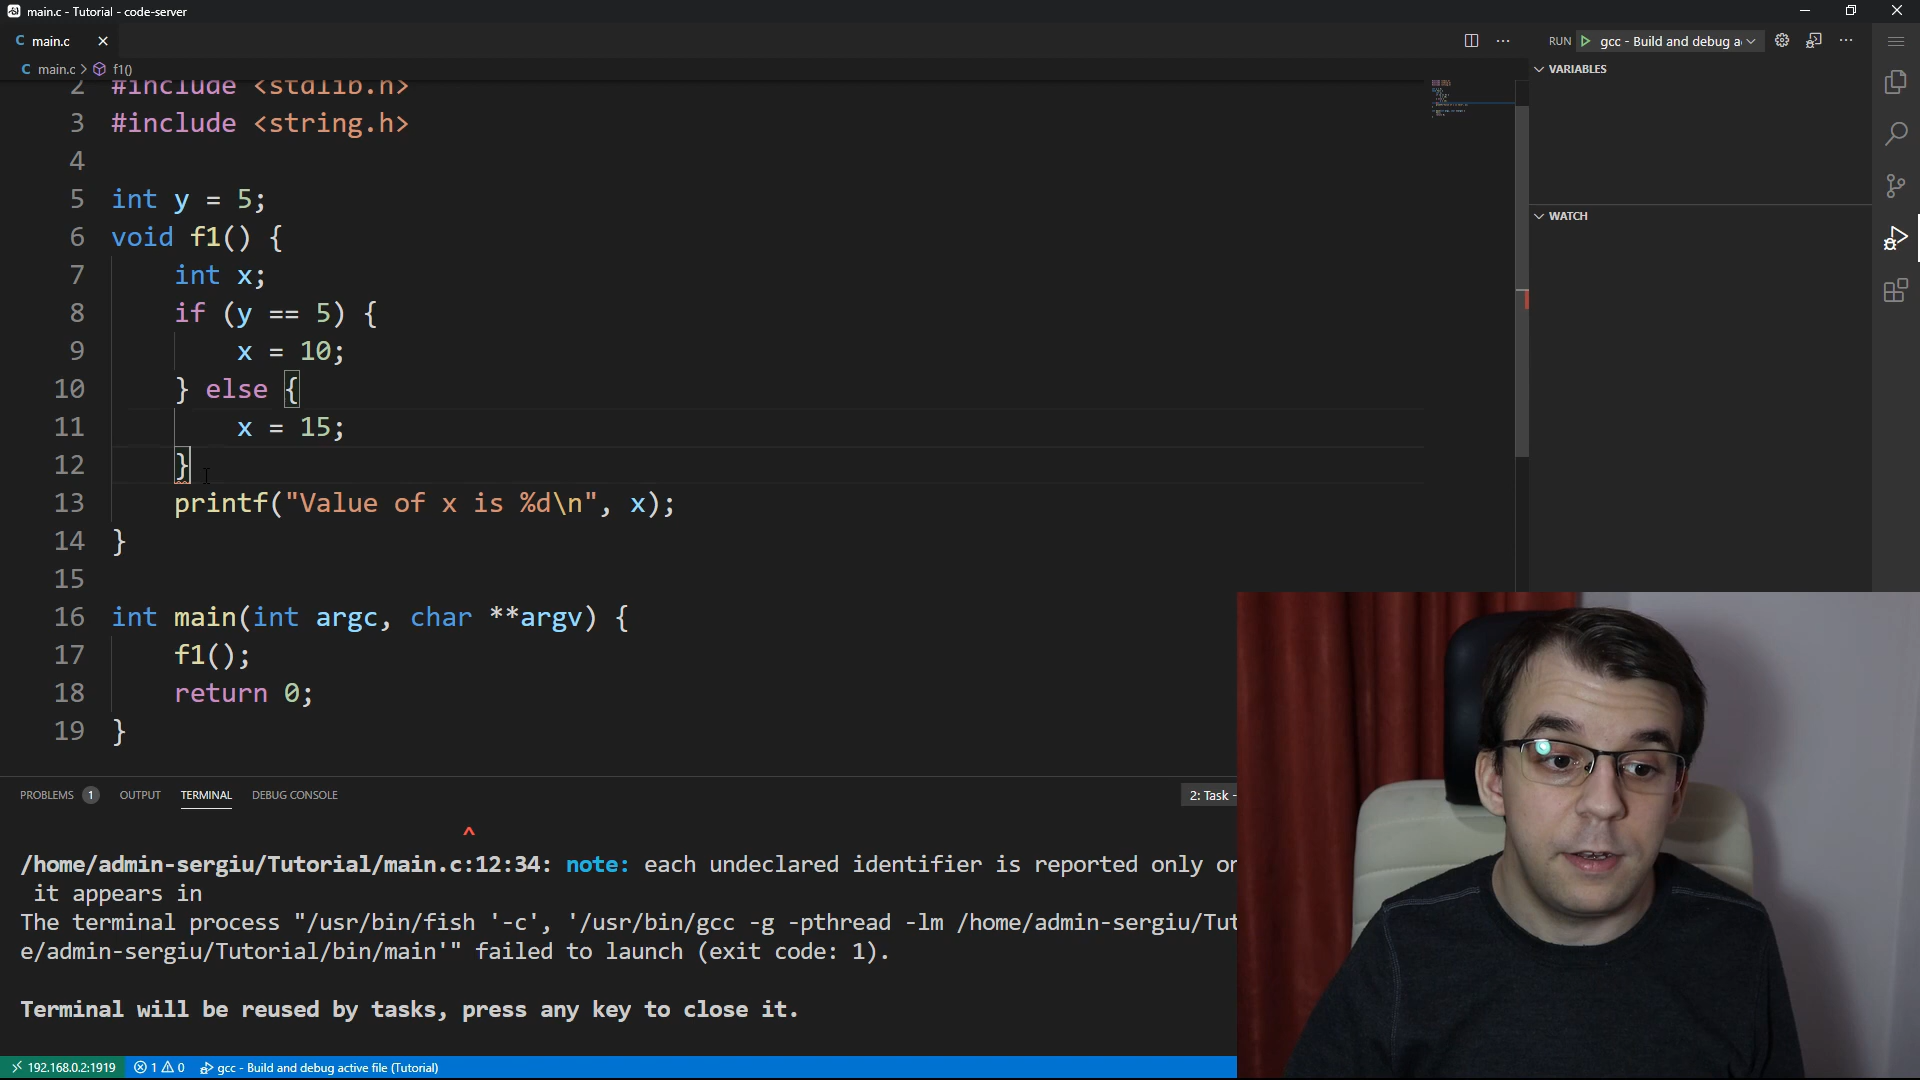 main.c - Tutorial - code-server
main.c
RUN gcc - Build and debug a
main.c > f1()
VARIABLES
2 #include <stdlib.h>
3 #include <string.h>
4
5 int y = 5;
6 void f1() {
7 int x;
8 if (y == 5) {
9 x = 10;
10 } else {
11 x = 15;
12 }
13 printf("Value of x is %d\n", x);
14 }
15
16 int main(int argc, char **argv) {
17 f1();
18 return 0;
19 }
WATCH
PROBLEMS 1 OUTPUT TERMINAL DEBUG CONSOLE 2: Task -
^
/home/admin-sergiu/Tutorial/main.c:12:34: note: each undeclared identifier is reported only on
it appears in
The terminal process "/usr/bin/fish '-c', '/usr/bin/gcc -g -pthread -lm /home/admin-sergiu/Tut
e/admin-sergiu/Tutorial/bin/main'" failed to launch (exit code: 1).
Terminal will be reused by tasks, press any key to close it.
192.168.0.2:1919 1 0 gcc - Build and debug active file (Tutorial)